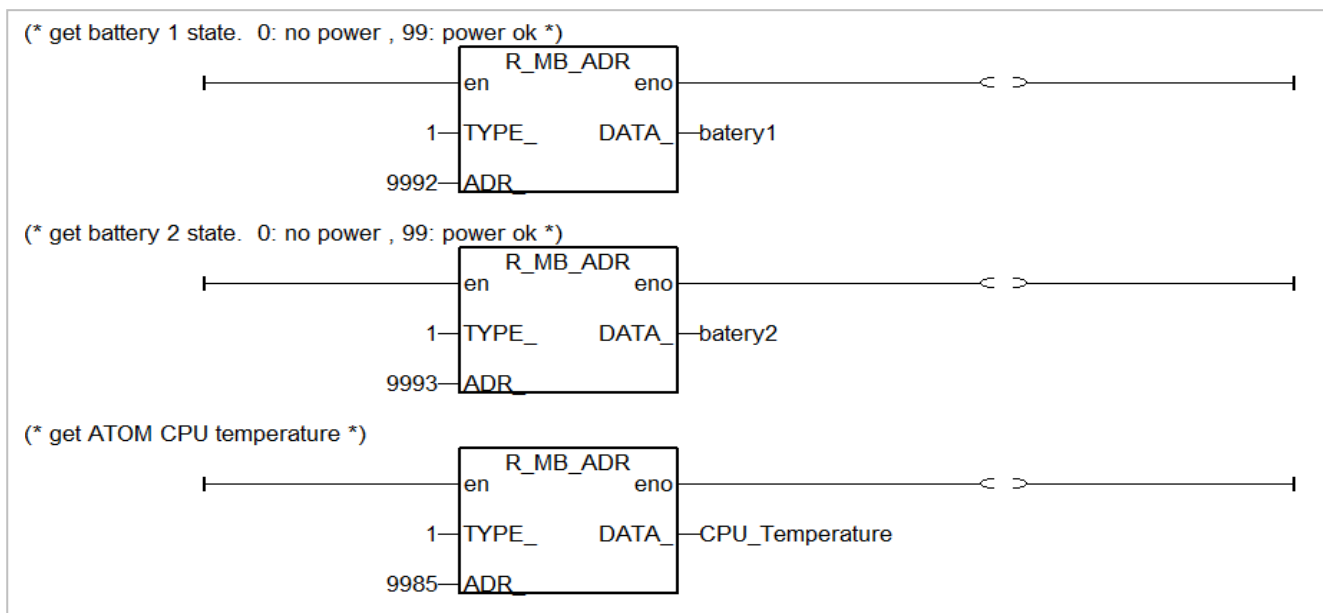 (* get battery 1 state.  0: no power , 99: power ok *)
R_MB_ADR
en eno
1 TYPE_ DATA_ batery1
9992 ADR_
(* get battery 2 state.  0: no power , 99: power ok *)
R_MB_ADR
en eno
1 TYPE_ DATA_ batery2
9993 ADR_
(* get ATOM CPU temperature *)
R_MB_ADR
en eno
1 TYPE_ DATA_ CPU_Temperature
9985 ADR_